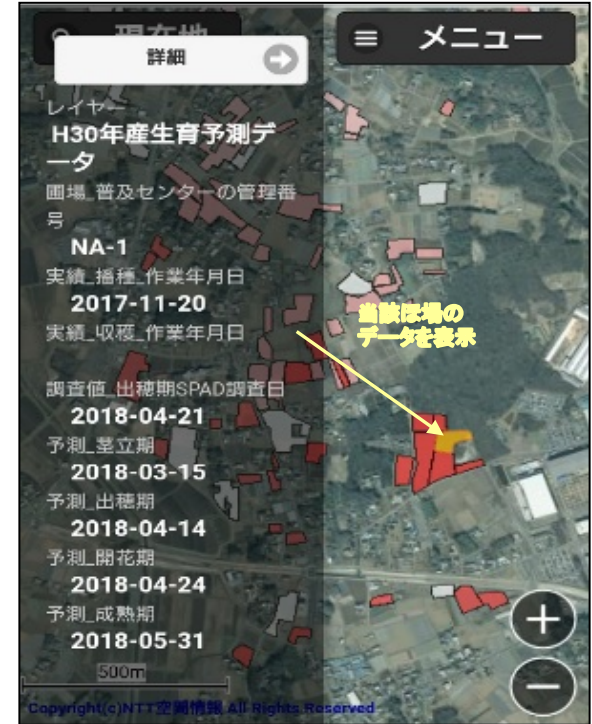 現在地
メニュー
詳細
レイヤー
H30年産生育予測デ
ータ
圃場_普及センターの管理番
号
NA-1
実績_播種_作業年月日
2017-11-20
実績_収穫_作業年月日
当該ほ場の
データを表示
調査値_出穂期SPAD調査日
2018-04-21
予測_茎立期
2018-03-15
予測_出穂期
2018-04-14
予測_開花期
2018-04-24
予測_成熟期
2018-05-31
500m
Copyright(c)NTT空間情報 All Rights Reserved